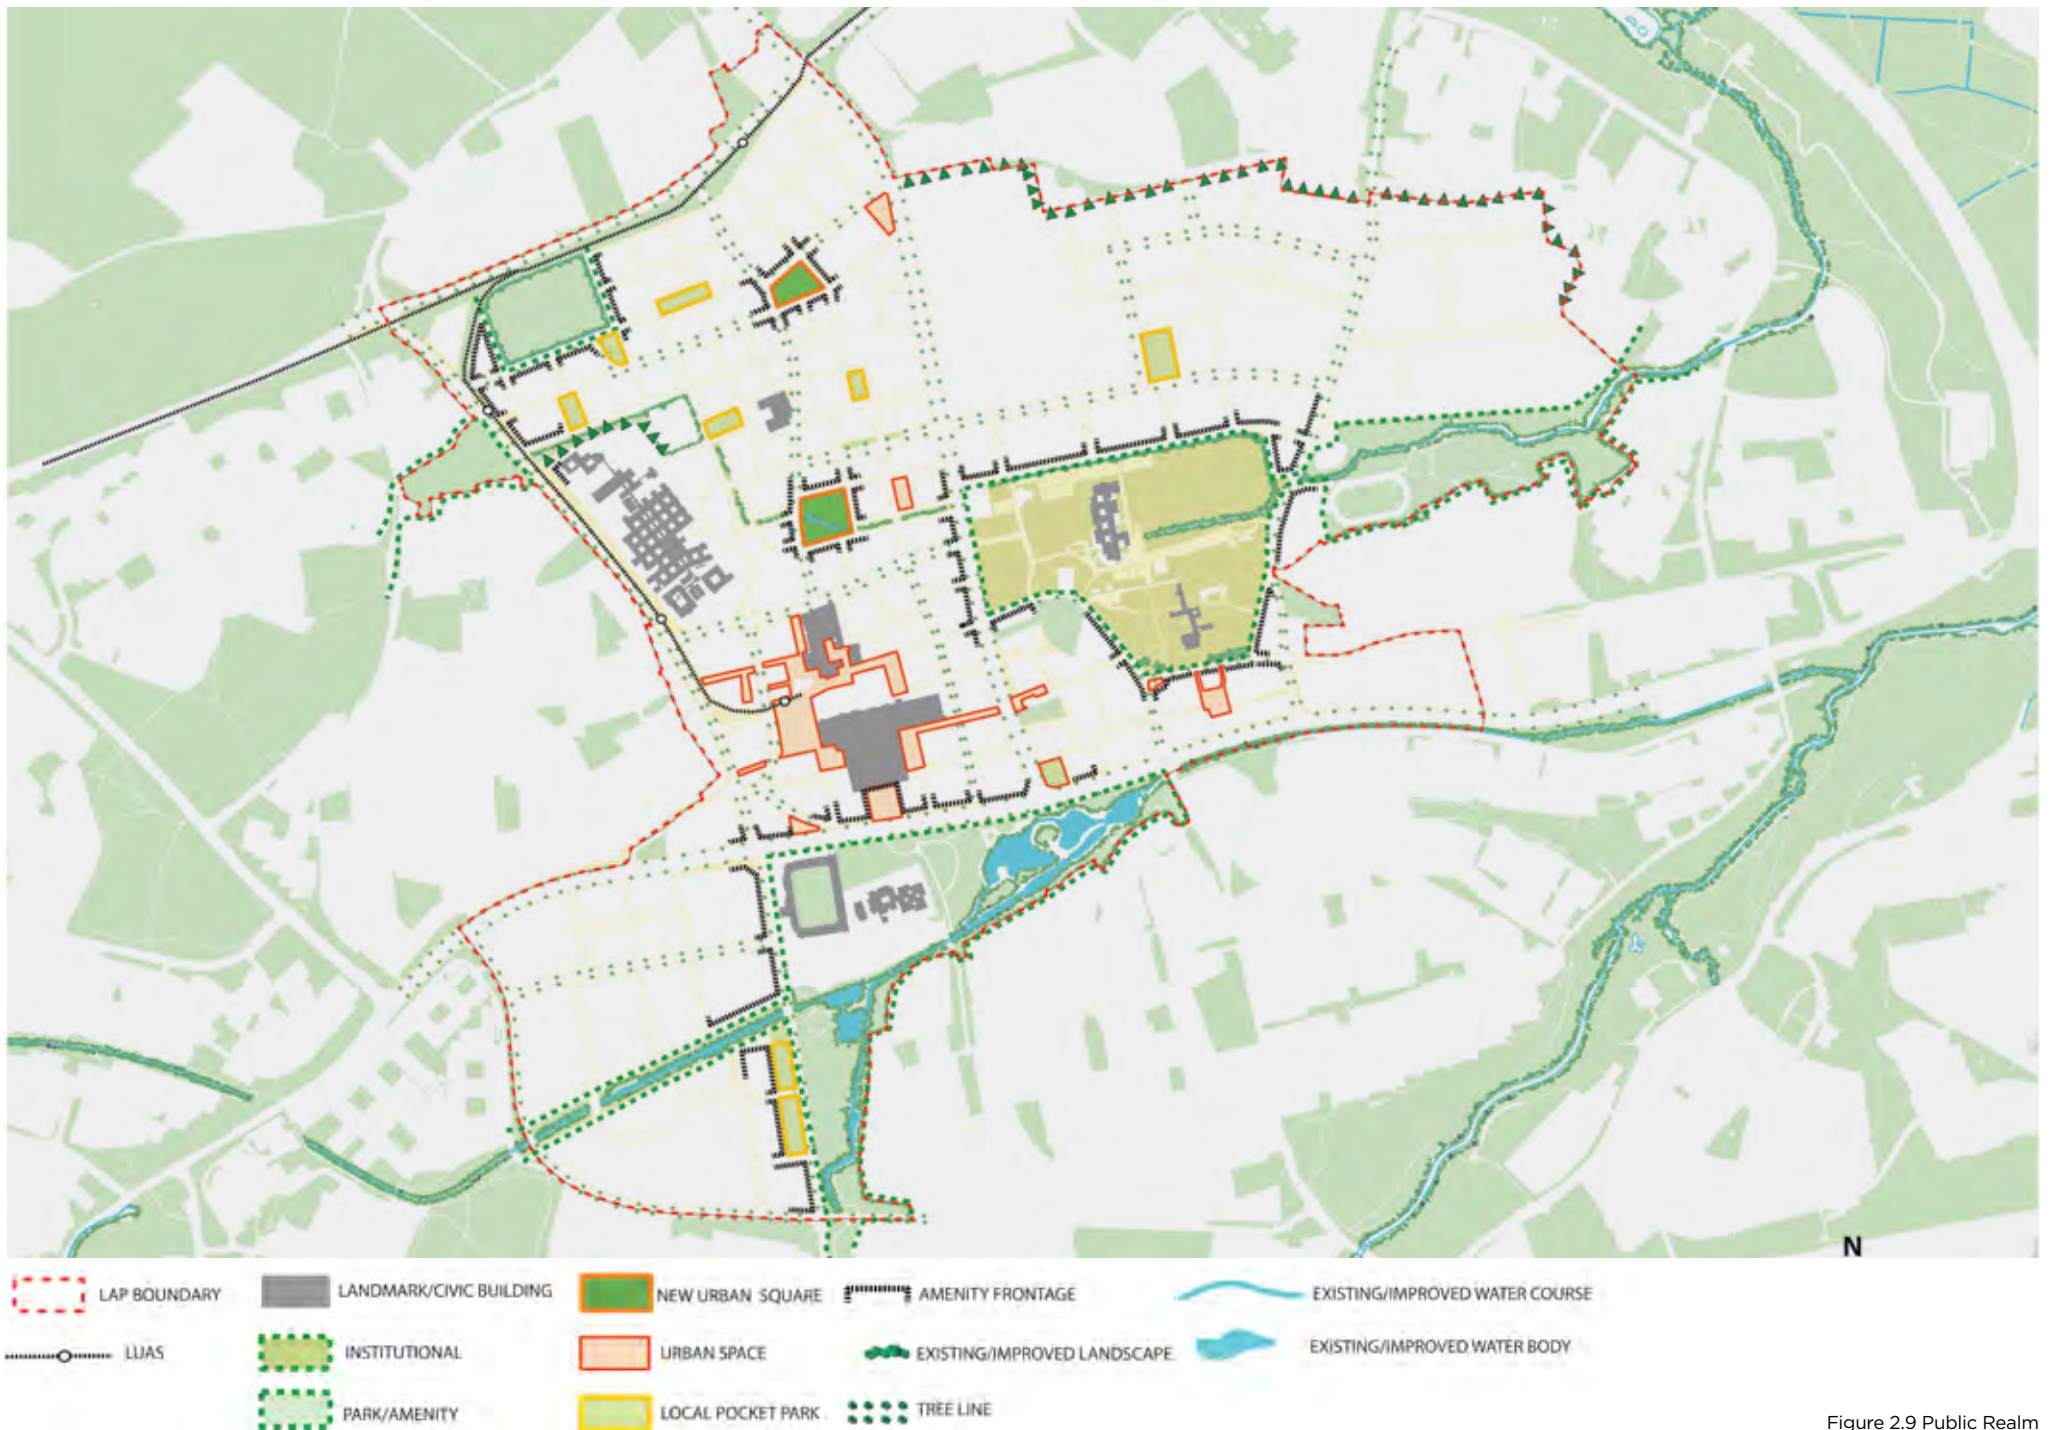 N
LAP BOUNDARY
LANDMARK/CIVIC BUILDING
NEW URBAN SQUARE
AMENITY FRONTAGE
EXISTING/IMPROVED WATER COURSE
LUAS
INSTITUTIONAL
URBAN SPACE
EXISTING/IMPROVED LANDSCAPE
EXISTING/IMPROVED WATER BODY
PARK/AMENITY
LOCAL POCKET PARK
TREE LINE
Figure 2.9 Public Realm